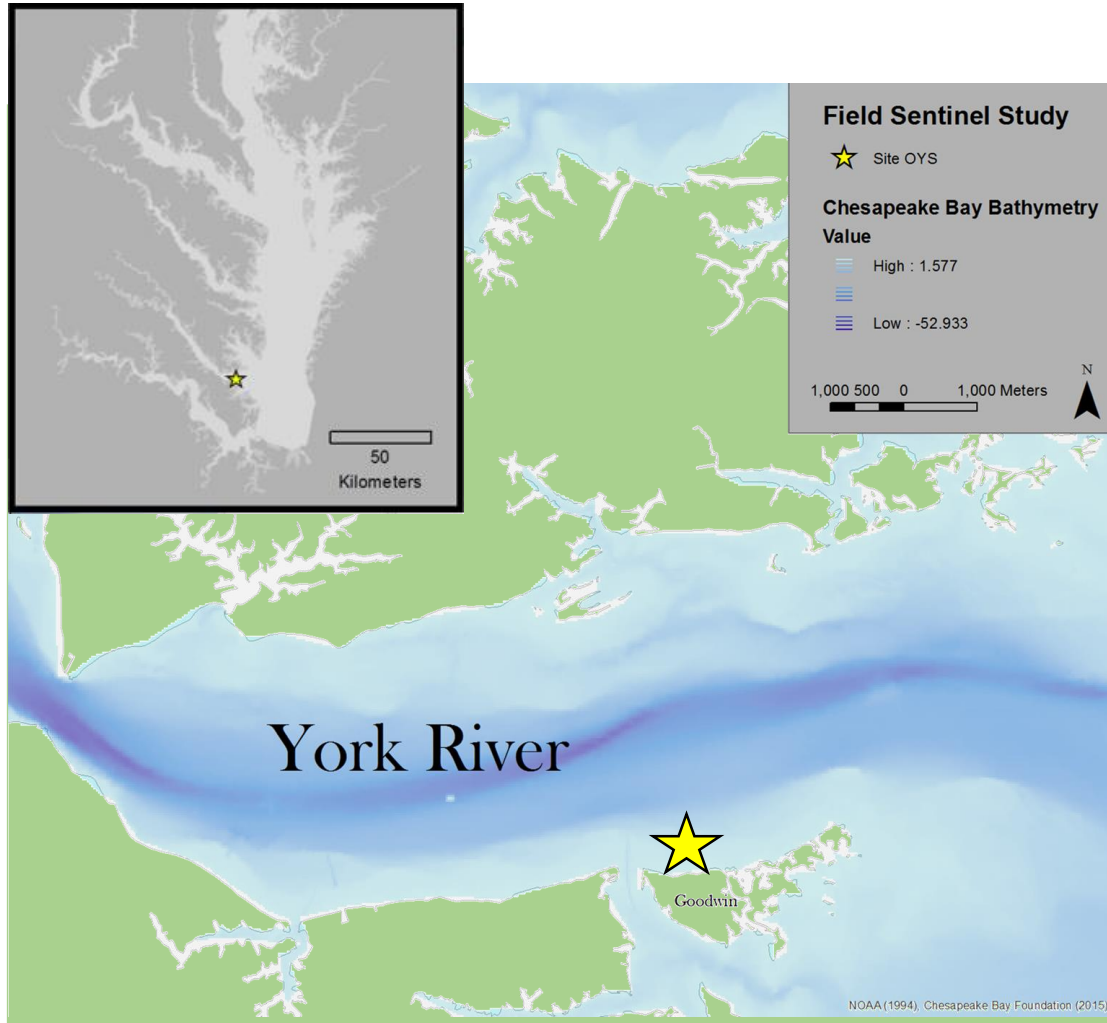 50
Kilometers
Field Sentinel Study
Site OYS
Chesapeake Bay Bathymetry
Value
High : 1.577
Low : -52.933
N
1,000 500 0 1,000 Meters
York River
Goodwin
NOAA (1994), Chesapeake Bay Foundation (2015)